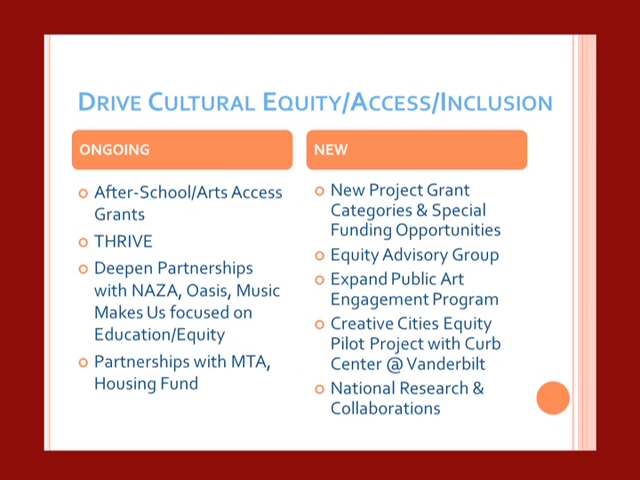 DRIVE CULTURAL EQUITY/ACCESS/INCLUSION
ONGOING
After-School/Arts Access
Grants
THRIVE
Deepen Partnerships
with NAZA, Oasis, Music
Makes Us focused on
Education/Equity
Partnerships with MTA,
Housing Fund
NEW
New Project Grant
Categories & Special
Funding Opportunities
Equity Advisory Group
Expand Public Art
Engagement Program
Creative Cities Equity
Pilot Project with Curb
Center @ Vanderbilt
National Research &
Collaborations